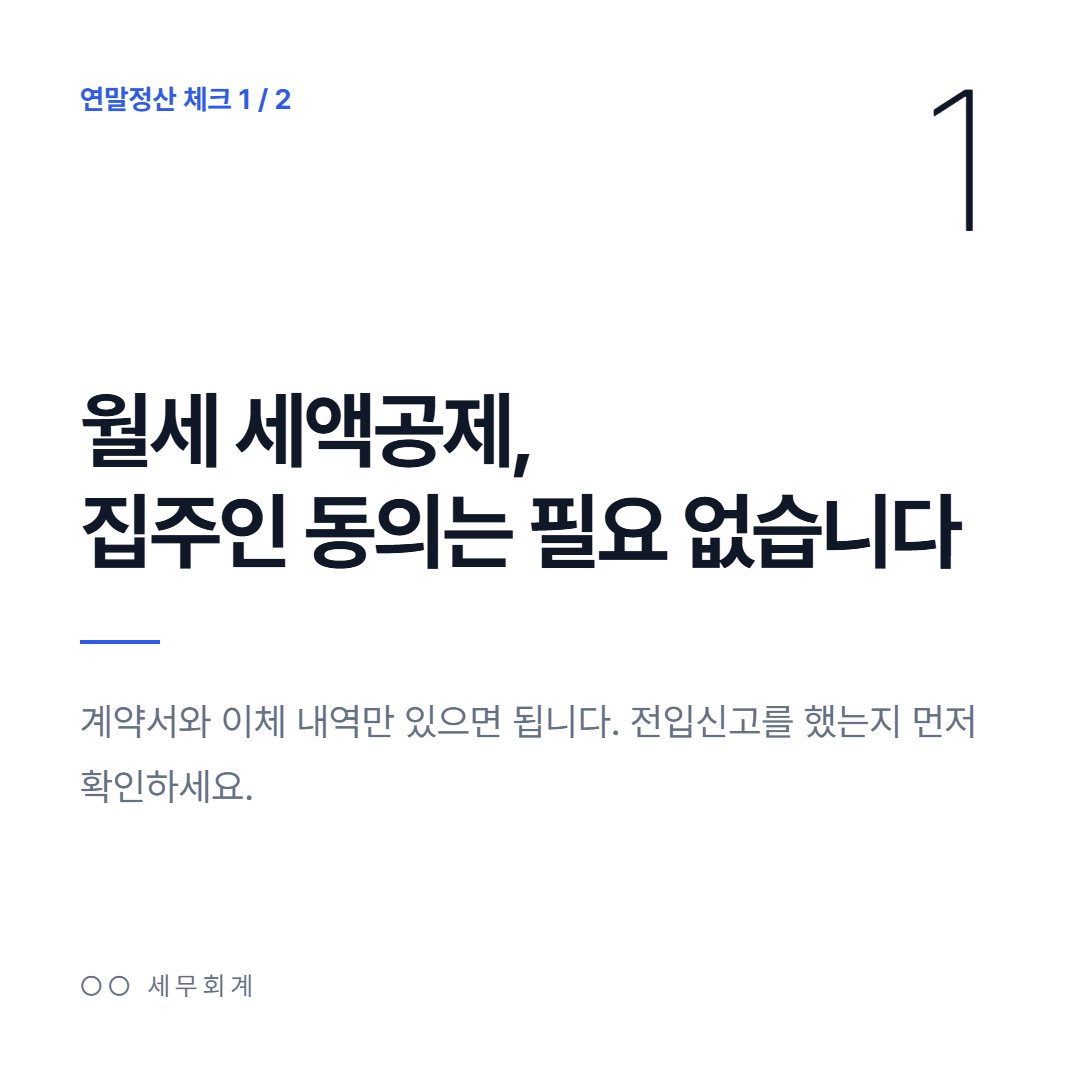 연말정산 체크 1 / 2
1
월세 세액공제,
집주인 동의는 필요 없습니다
계약서와 이체 내역만 있으면 됩니다. 전입신고를 했는지 먼저
확인하세요.
○○ 세무회계